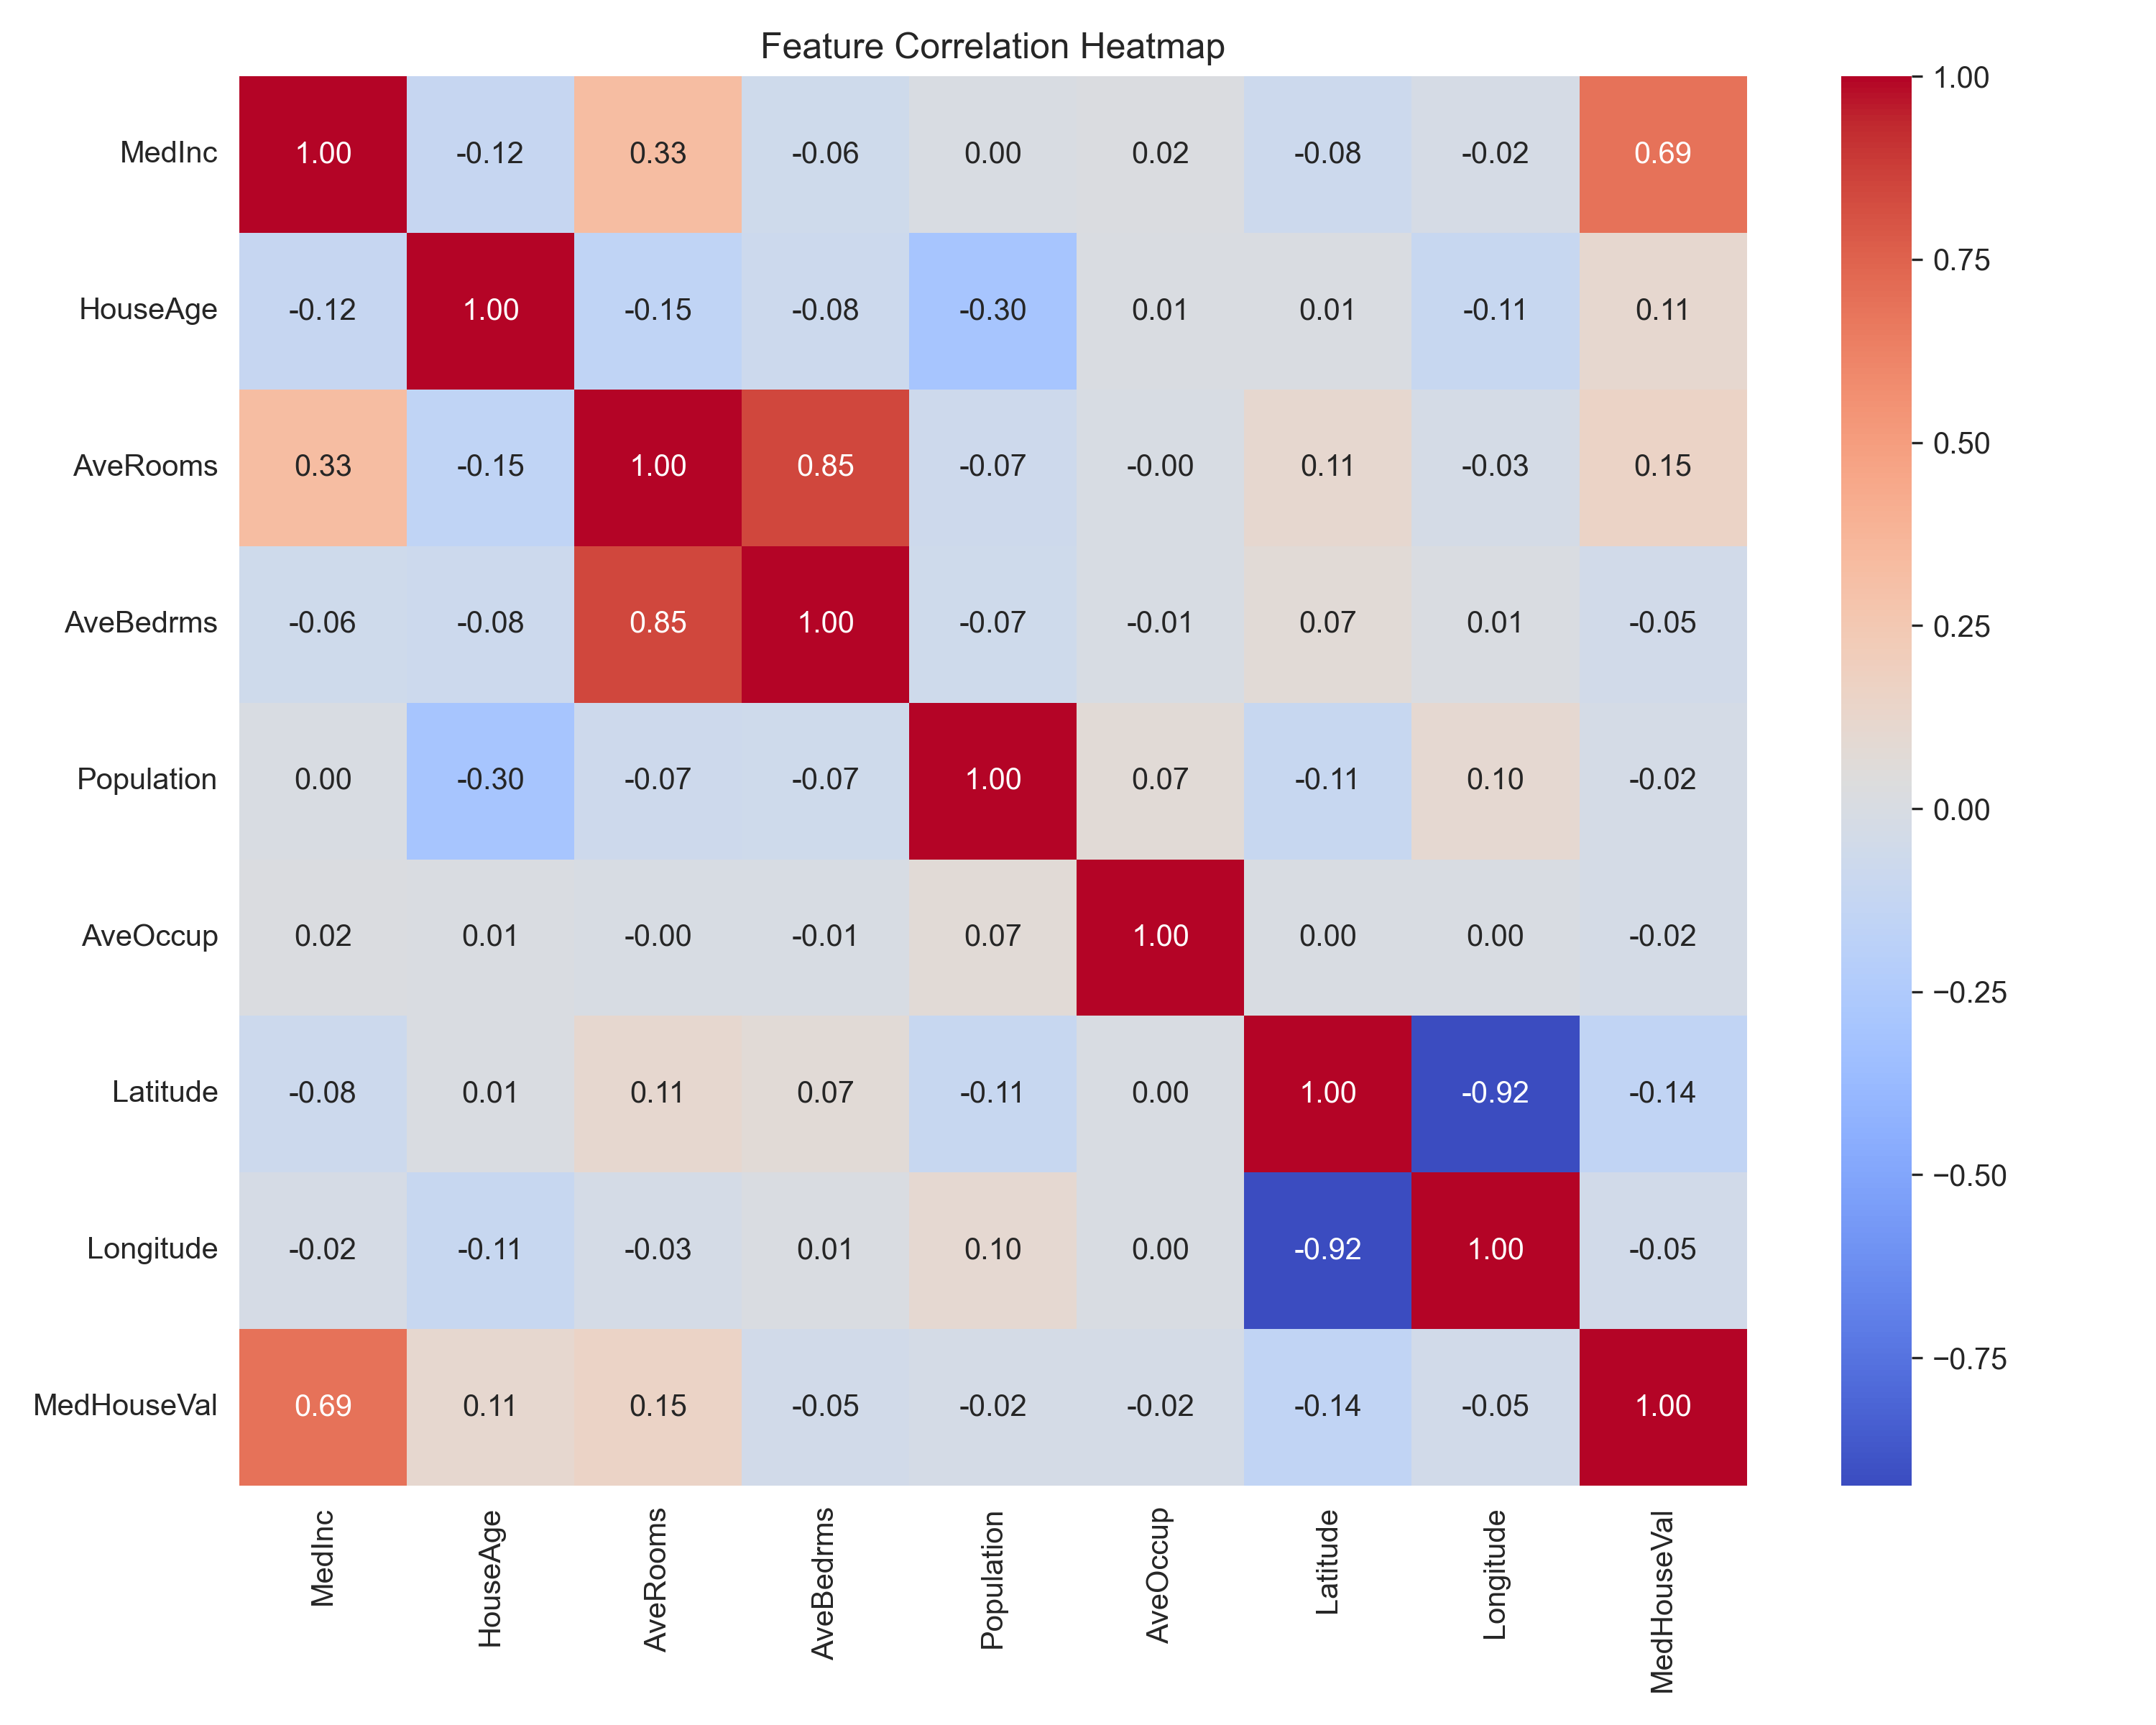 Feature Correlation Heatmap
MedInc 1.00 -0.12 0.33 -0.06 0.00 0.02 -0.08 -0.02 0.69
HouseAge -0.12 1.00 -0.15 -0.08 -0.30 0.01 0.01 -0.11 0.11
AveRooms 0.33 -0.15 1.00 0.85 -0.07 -0.00 0.11 -0.03 0.15
AveBedrms -0.06 -0.08 0.85 1.00 -0.07 -0.01 0.07 0.01 -0.05
Population 0.00 -0.30 -0.07 -0.07 1.00 0.07 -0.11 0.10 -0.02
AveOccup 0.02 0.01 -0.00 -0.01 0.07 1.00 0.00 0.00 -0.02
Latitude -0.08 0.01 0.11 0.07 -0.11 0.00 1.00 -0.92 -0.14
Longitude -0.02 -0.11 -0.03 0.01 0.10 0.00 -0.92 1.00 -0.05
MedHouseVal 0.69 0.11 0.15 -0.05 -0.02 -0.02 -0.14 -0.05 1.00
MedInc HouseAge AveRooms AveBedrms Population AveOccup Latitude Longitude MedHouseVal
1.00
0.75
0.50
0.25
0.00
−0.25
−0.50
−0.75